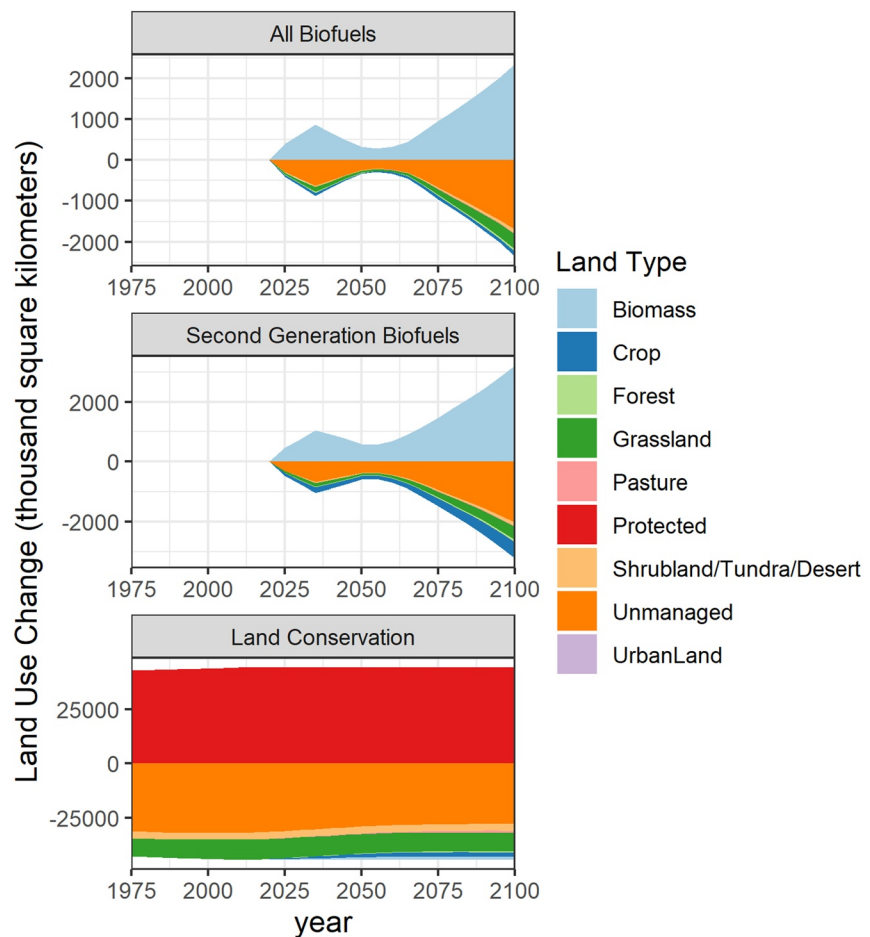 All Biofuels
2000
1000
0
-1000
-2000
1975 2000 2025 2050 2075 2100
Second Generation Biofuels
2000
0
-2000
1975 2000 2025 2050 2075 2100
Land Conservation
25000
0
-25000
1975 2000 2025 2050 2075 2100
year
Land Use Change (thousand square kilometers)
Land Type
Biomass
Crop
Forest
Grassland
Pasture
Protected
Shrubland/Tundra/Desert
Unmanaged
UrbanLand